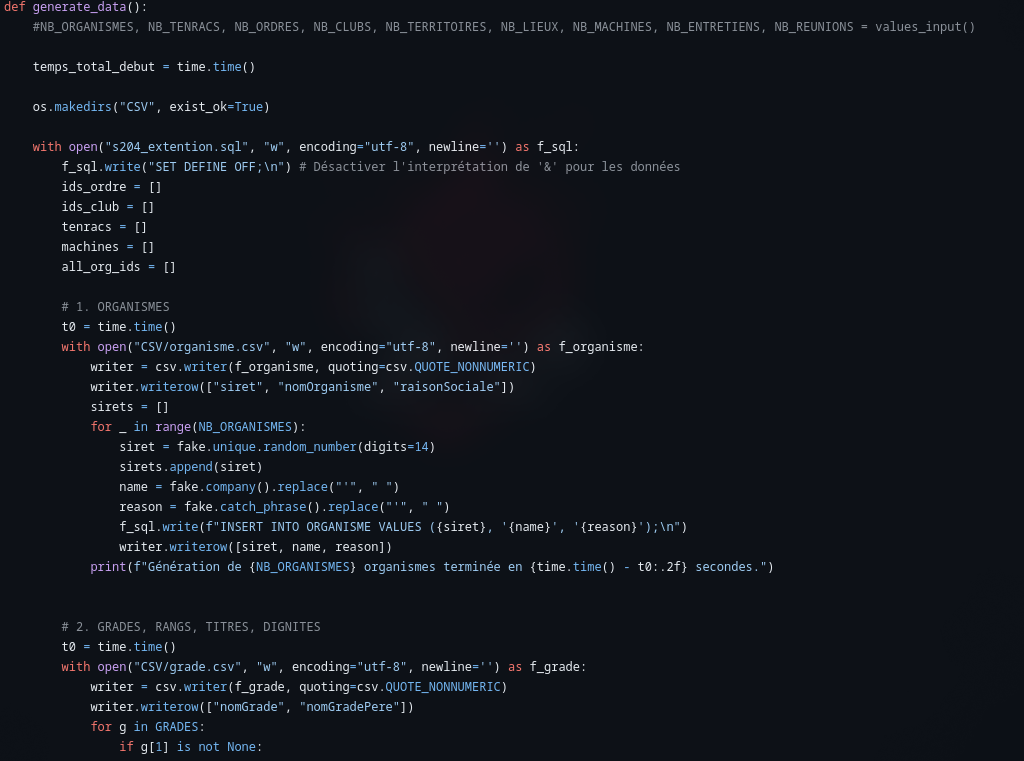 def generate_data():
    #NB_ORGANISMES, NB_TENRACS, NB_ORDRES, NB_CLUBS, NB_TERRITOIRES, NB_LIEUX, NB_MACHINES, NB_ENTRETIENS, NB_REUNIONS = values_input()

    temps_total_debut = time.time()

    os.makedirs("CSV", exist_ok=True)

    with open("s204_extention.sql", "w", encoding="utf-8", newline='') as f_sql:
        f_sql.write("SET DEFINE OFF;\n") # Désactiver l'interprétation de '&' pour les données
        ids_ordre = []
        ids_club = []
        tenracs = []
        machines = []
        all_org_ids = []

        # 1. ORGANISMES
        t0 = time.time()
        with open("CSV/organisme.csv", "w", encoding="utf-8", newline='') as f_organisme:
            writer = csv.writer(f_organisme, quoting=csv.QUOTE_NONNUMERIC)
            writer.writerow(["siret", "nomOrganisme", "raisonSociale"])
            sirets = []
            for _ in range(NB_ORGANISMES):
                siret = fake.unique.random_number(digits=14)
                sirets.append(siret)
                name = fake.company().replace("'", " ")
                reason = fake.catch_phrase().replace("'", " ")
                f_sql.write(f"INSERT INTO ORGANISME VALUES ({siret}, '{name}', '{reason}');\n")
                writer.writerow([siret, name, reason])
            print(f"Génération de {NB_ORGANISMES} organismes terminée en {time.time() - t0:.2f} secondes.")


        # 2. GRADES, RANGS, TITRES, DIGNITES
        t0 = time.time()
        with open("CSV/grade.csv", "w", encoding="utf-8", newline='') as f_grade:
            writer = csv.writer(f_grade, quoting=csv.QUOTE_NONNUMERIC)
            writer.writerow(["nomGrade", "nomGradePere"])
            for g in GRADES:
                if g[1] is not None: